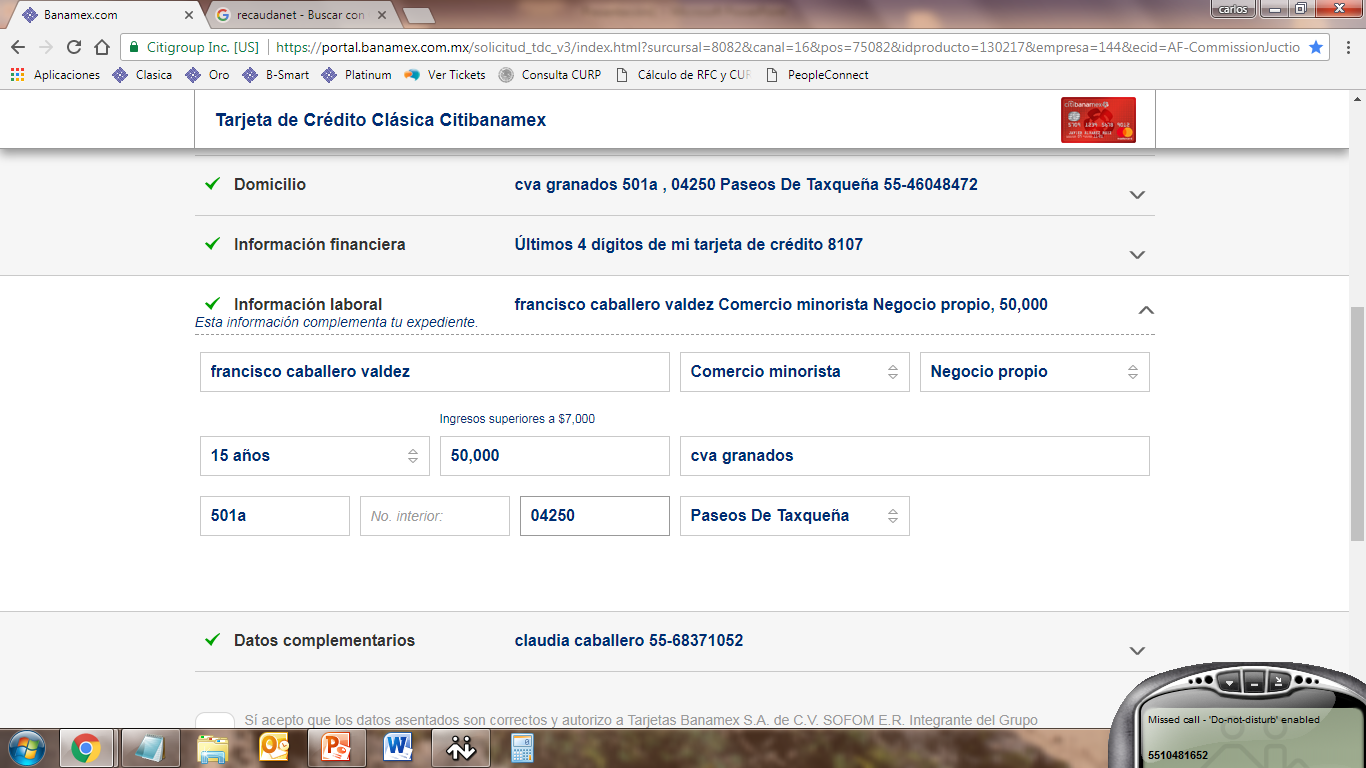 Banamex.com
recaudanet - Buscar con
carlos
Citigroup Inc. [US]
https://portal.banamex.com.mx/solicitud_tdc_v3/index.html?sursursal=8082&canal=16&pos=75082&idproducto=130217&empresa=144&ecid=AF-CommissionJuctio
Aplicaciones Clasica Oro B-Smart Platinum Ver Tickets Consulta CURP Cálculo de RFC y CUR PeopleConnect
Tarjeta de Crédito Clásica Citibanamex
citibanamex
Domicilio cva granados 501a , 04250 Paseos De Taxqueña 55-46048472
Información financiera Últimos 4 dígitos de mi tarjeta de crédito 8107
Información laboral francisco caballero valdez Comercio minorista Negocio propio, 50,000
Esta información complementa tu expediente.
francisco caballero valdez Comercio minorista Negocio propio
Ingresos superiores a $7,000
15 años 50,000 cva granados
501a No. interior: 04250 Paseos De Taxqueña
Datos complementarios claudia caballero 55-68371052
Sí acepto que los datos asentados son correctos y autorizo a Tarjetas Banamex S.A. de C.V. SOFOM E.R. Integrante del Grupo
Missed call - 'Do-not-disturb' enabled
5510481652